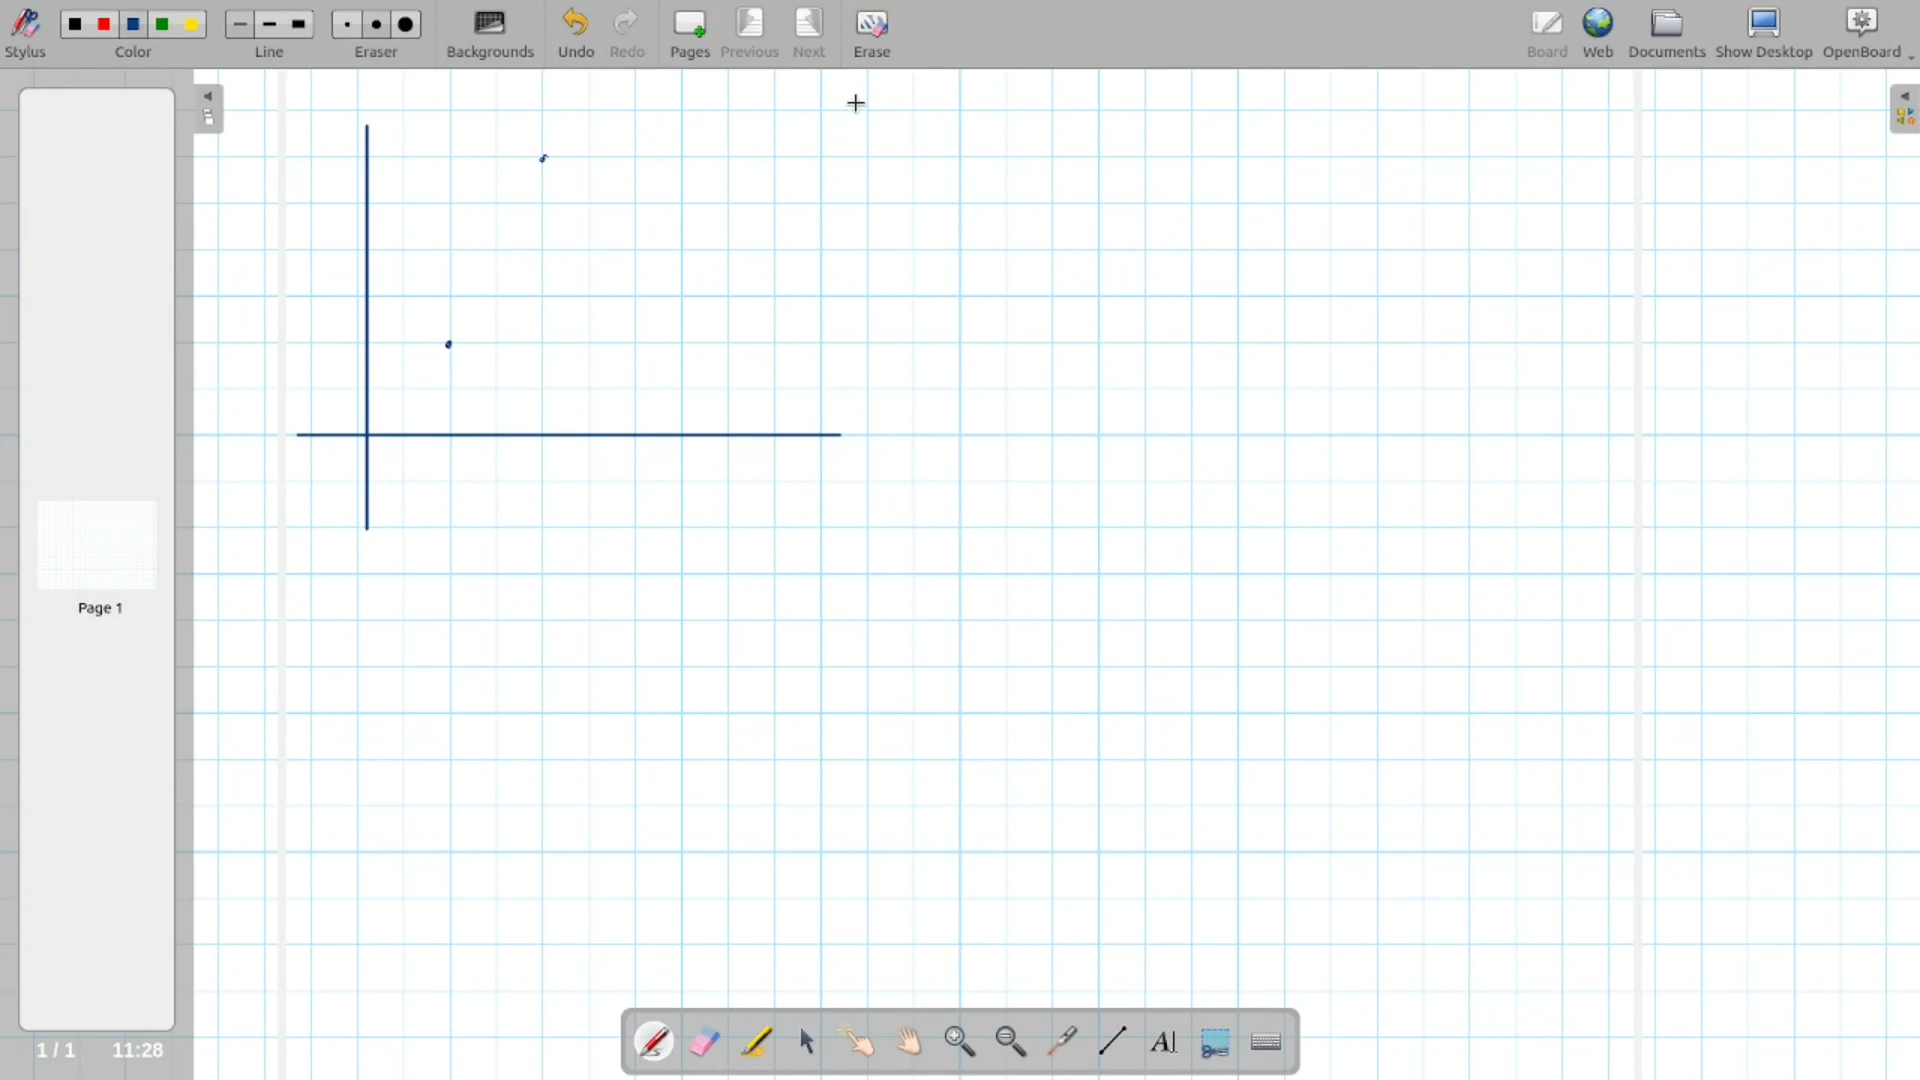 Stylus
Color
Line
Eraser
Backgrounds
Undo
Redo
Pages
Previous
Next
Erase
Board
Web
Documents
Show Desktop
OpenBoard
Page 1
1 / 1
11:28
AI